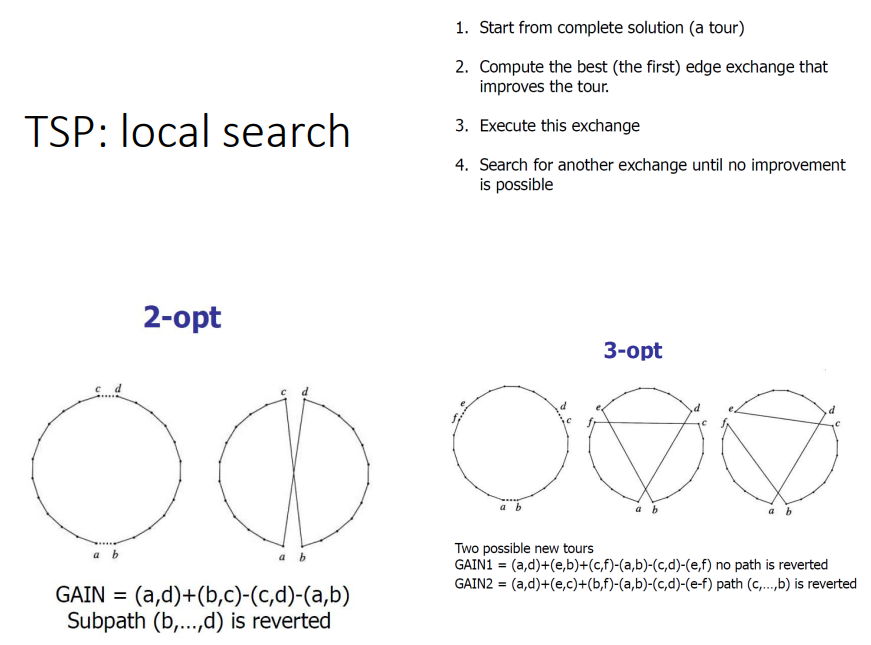 TSP: local search
1. Start from complete solution (a tour)
2. Compute the best (the first) edge exchange that
improves the tour.
3. Execute this exchange
4. Search for another exchange until no improvement
is possible
2-opt
c d
a b
c d
a b
GAIN = (a,d)+(b,c)-(c,d)-(a,b)
Subpath (b,...,d) is reverted
3-opt
e d
f c
a b
e d
f c
a b
e d
f c
a b
Two possible new tours
GAIN1 = (a,d)+(e,b)+(c,f)-(a,b)-(c,d)-(e,f) no path is reverted
GAIN2 = (a,d)+(e,c)+(b,f)-(a,b)-(c,d)-(e-f) path (c,...,b) is reverted